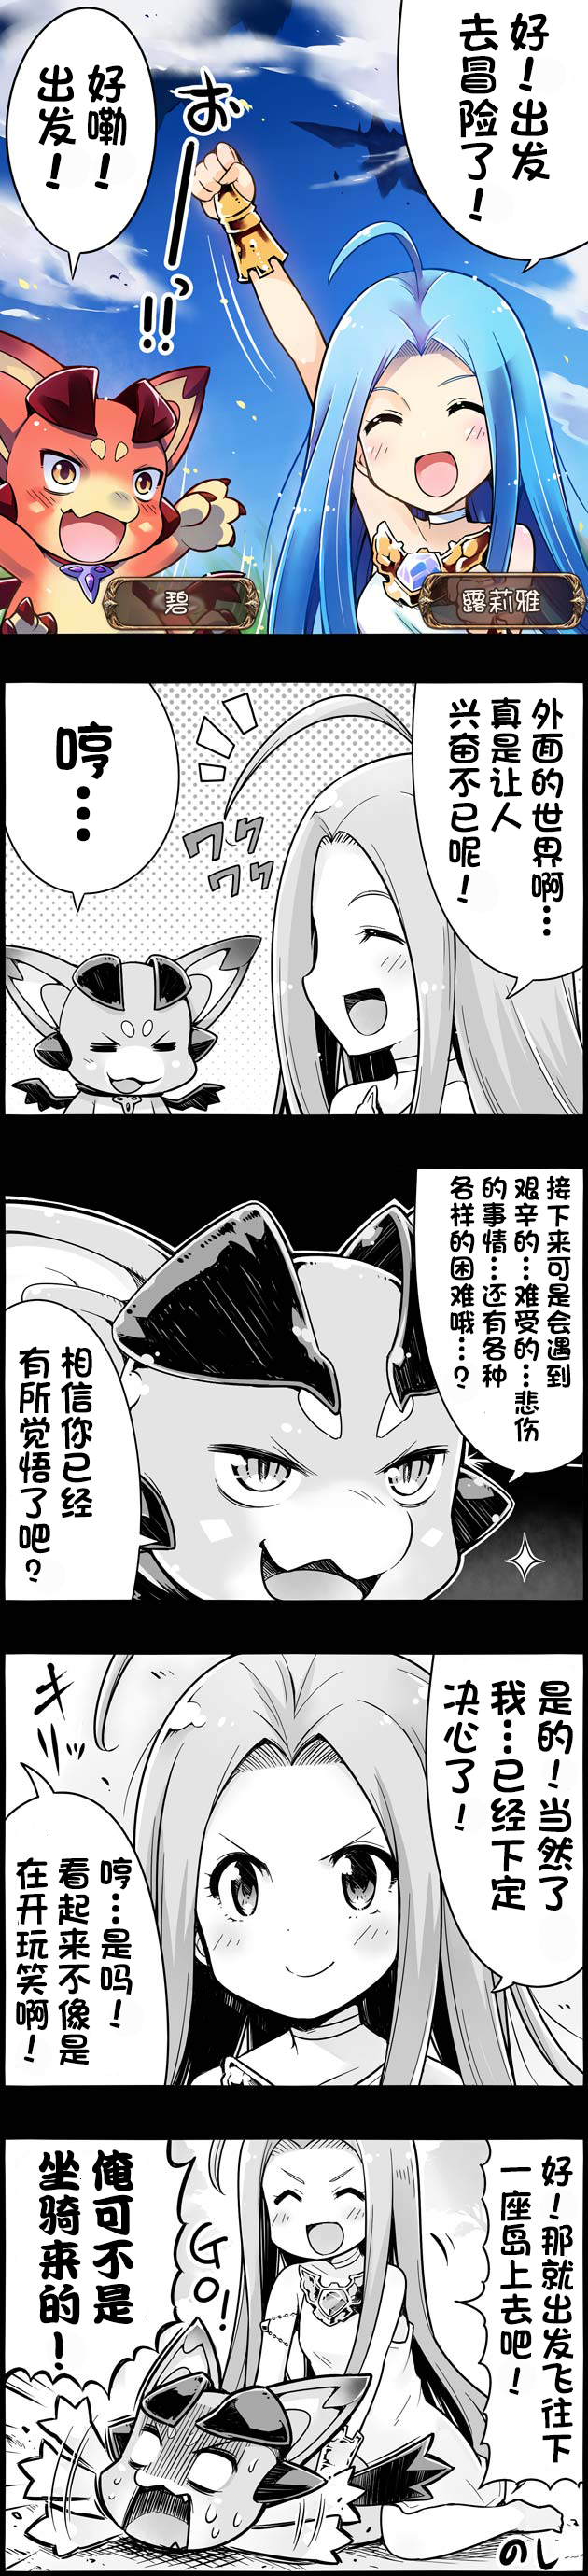 好！出发
去冒险了！
おーーっ!!
好嘞！
出发！
碧
露莉雅
外面的世界啊…
真是让人
兴奋不已呢！
ワク
ワク
哼…
接下来可是会遇到
艰辛的…难受的…悲伤
的事情…还有各种
各样的困难哦…？
相信你已经
有所觉悟了吧？
是的！当然了
我…已经下定
决心了！
キリッ
哼…是吗！
看起来不像是
在开玩笑啊！
好！那就出发飞往下
一座岛上去吧！
GO!
俺可不是
坐骑来的！
のし